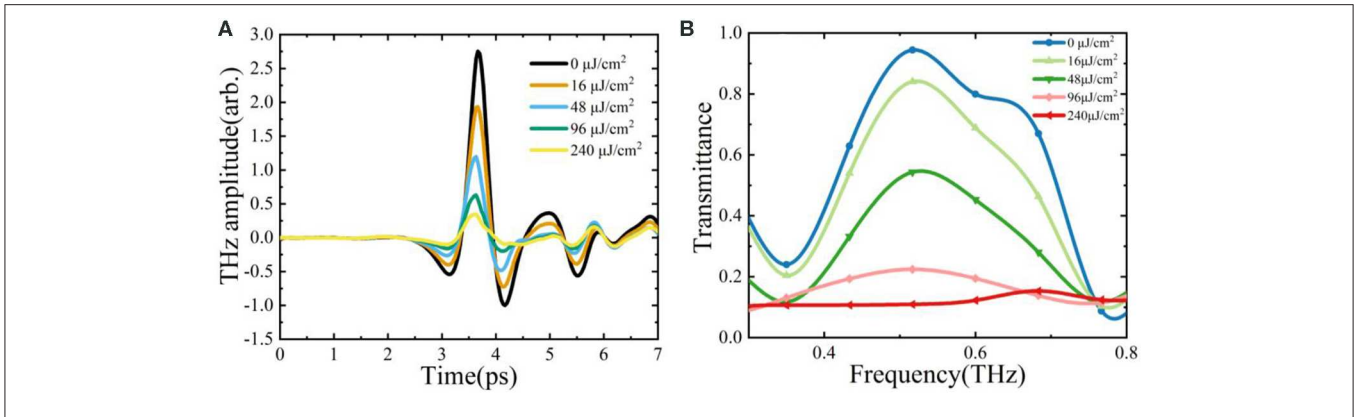 A
THz amplitude(arb.)
3.0
2.5
2.0
1.5
1.0
0.5
0.0
-0.5
-1.0
-1.5
0 μJ/cm²
16 μJ/cm²
48 μJ/cm²
96 μJ/cm²
240 μJ/cm²
0 1 2 3 4 5 6 7
Time(ps)
B
Transmittance
1.0
0.8
0.6
0.4
0.2
0.0
0 μJ/cm²
16μJ/cm²
48μJ/cm²
96μJ/cm²
240μJ/cm²
0.4 0.6 0.8
Frequency(THz)